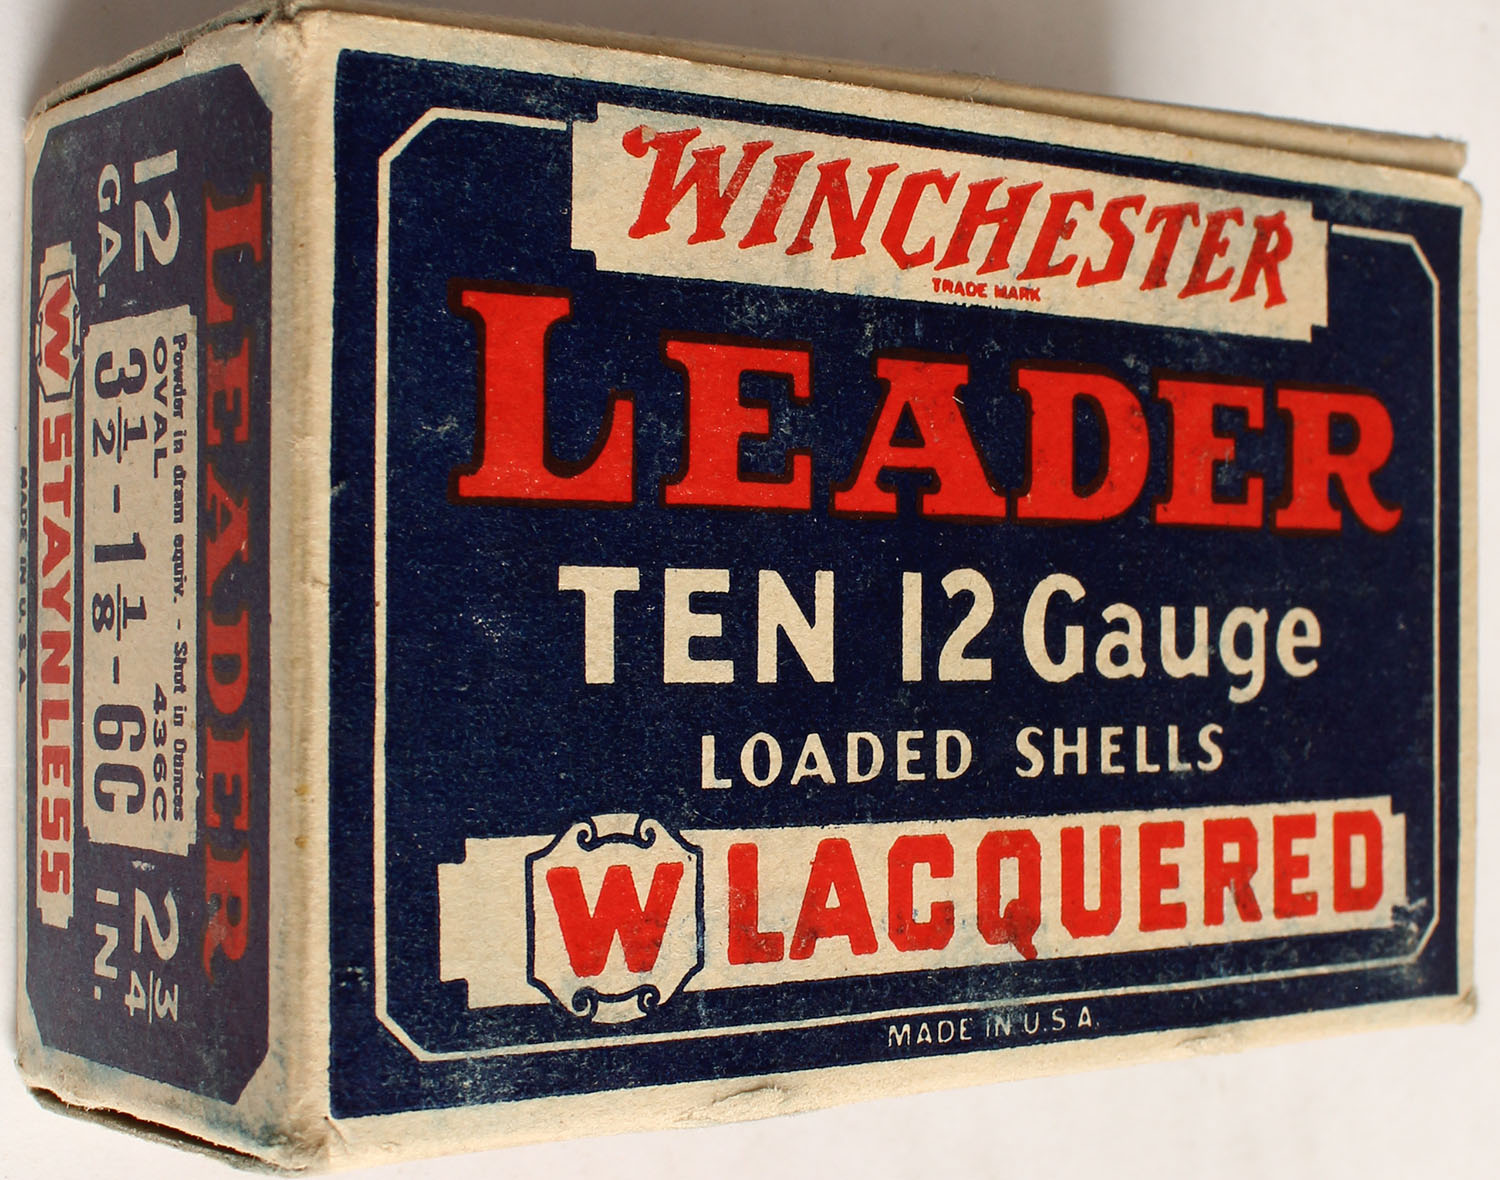 WINCHESTER
TRADE MARK
LEADER
TEN 12 Gauge
LOADED SHELLS
W LACQUERED
MADE IN U.S.A.
LEADER
12 GA.
Powder in dram equiv. - Shot in Ounces
OVAL 436CC
3 1/2 - 1 1/8 - 6C
2 3/4 IN.
W STAYNLESS
MADE IN U.S.A.